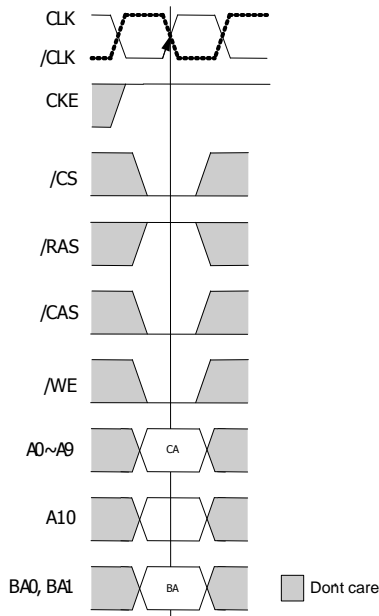 CLK
/CLK
CKE
/CS
/RAS
/CAS
/WE
A0~A9
CA
A10
BA0, BA1
BA
Dont care